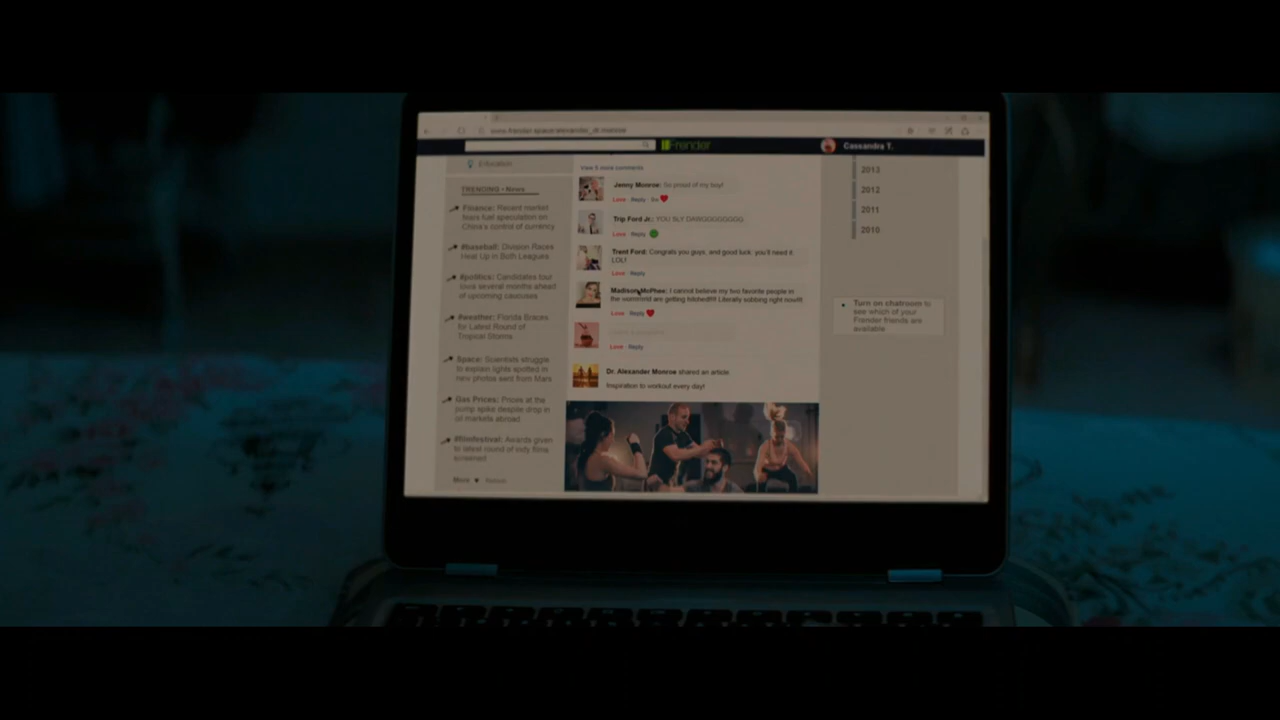 Frender
Cassandra T.
Education
TRENDING • News
Finance: Recent market
fears fuel speculation on
China's control of currency
#baseball: Division Races
Heat Up in Both Leagues
#politics: Candidates tour
Iowa several months ahead
of upcoming caucuses
#weather: Florida Braces
for Latest Round of
Tropical Storms
Space: Scientists struggle
to explain lights spotted in
new photos sent from Mars
Gas Prices: Prices at the
pump spike despite drop in
oil markets abroad
#filmfestival: Awards given
to latest round of indy films
screened
More
View 5 more comments
Jenny Monroe: So proud of my boy!
Love Reply
Trip Ford Jr.: YOU SLY DAWGGGGGGGG
Love Reply
Trent Ford: Congrats you guys, and good luck, you'll need it
LOL!
Love Reply
Madison McPhee: I cannot believe my two favorite people in
the are getting hitched!!!! Literally sobbing right now!!!
Love Reply
Love Reply
Dr. Alexander Monroe shared an article
Inspiration to workout every day!
2013
2012
2011
2010
Turn on chatroom to
see which of your
Frender friends are
available